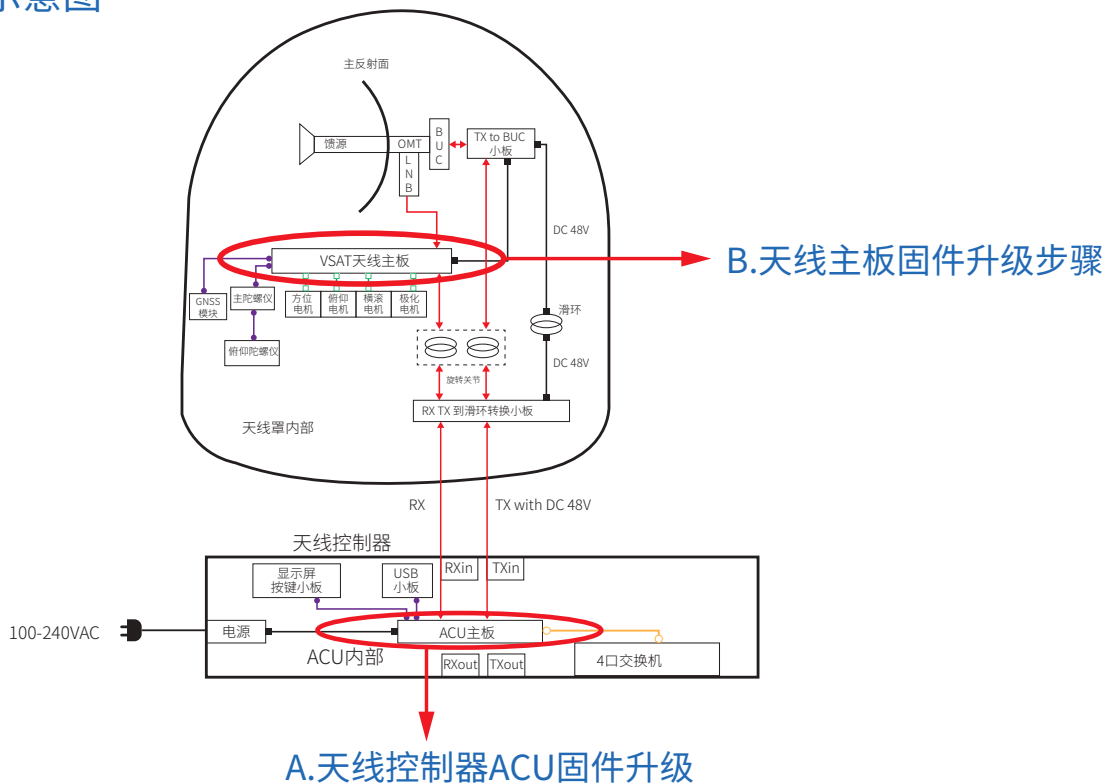 示意图
主反射面
馈源
OMT
B
U
C
TX to BUC
小板
L
N
B
DC 48V
VSAT天线主板
B.天线主板固件升级步骤
GNSS
模块
主陀螺仪
方位
电机
俯仰
电机
横滚
电机
极化
电机
滑环
俯仰陀螺仪
DC 48V
旋转关节
RX TX 到滑环转换小板
天线罩内部
RX
TX with DC 48V
天线控制器
显示屏
按键小板
USB
小板
RXin
TXin
100-240VAC
电源
ACU主板
ACU内部
RXout
TXout
4口交换机
A.天线控制器ACU固件升级